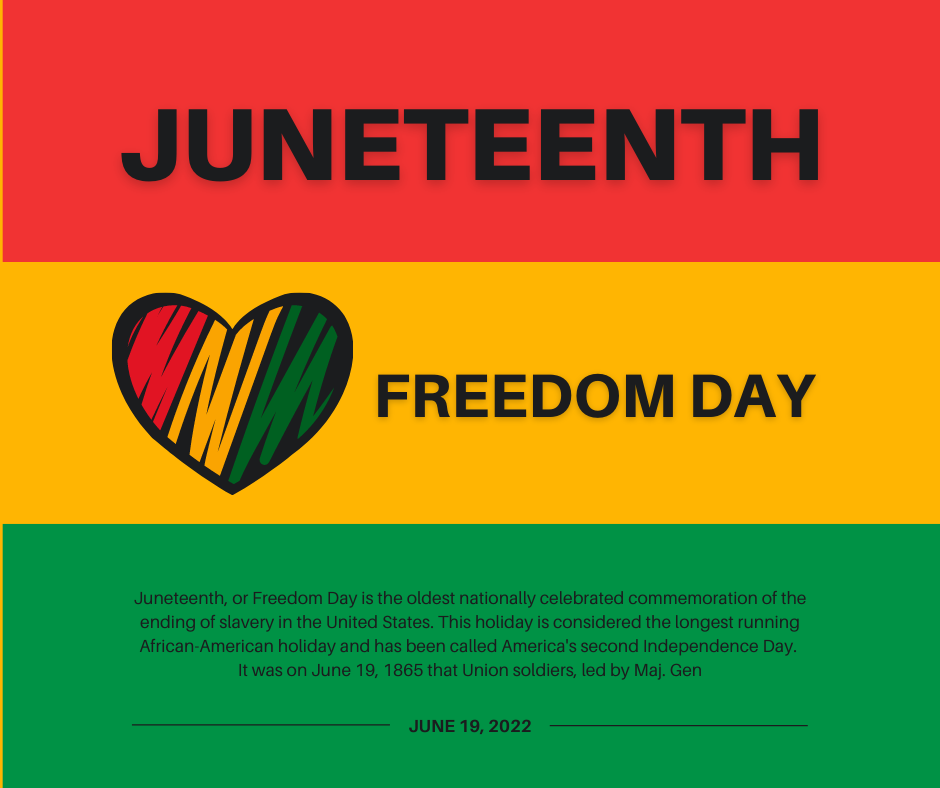 JUNETEENTH
FREEDOM DAY
Juneteenth, or Freedom Day is the oldest nationally celebrated commemoration of the
ending of slavery in the United States. This holiday is considered the longest running
African-American holiday and has been called America's second Independence Day.
It was on June 19, 1865 that Union soldiers, led by Maj. Gen
JUNE 19, 2022